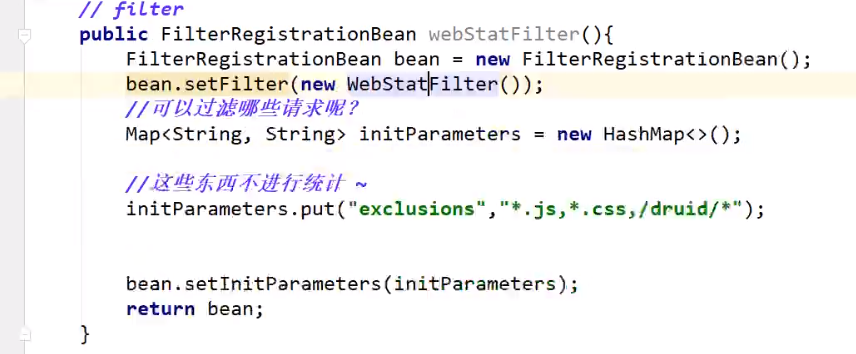 // filter
public FilterRegistrationBean webStatFilter(){
FilterRegistrationBean bean = new FilterRegistrationBean();
bean.setFilter(new WebStatFilter());
//可以过滤哪些请求呢?
Map<String, String> initParameters = new HashMap<>();
//这些东西不进行统计 ~
initParameters.put("exclusions","*.js,*.css,/druid/*");
bean.setInitParameters(initParameters);
return bean;
}